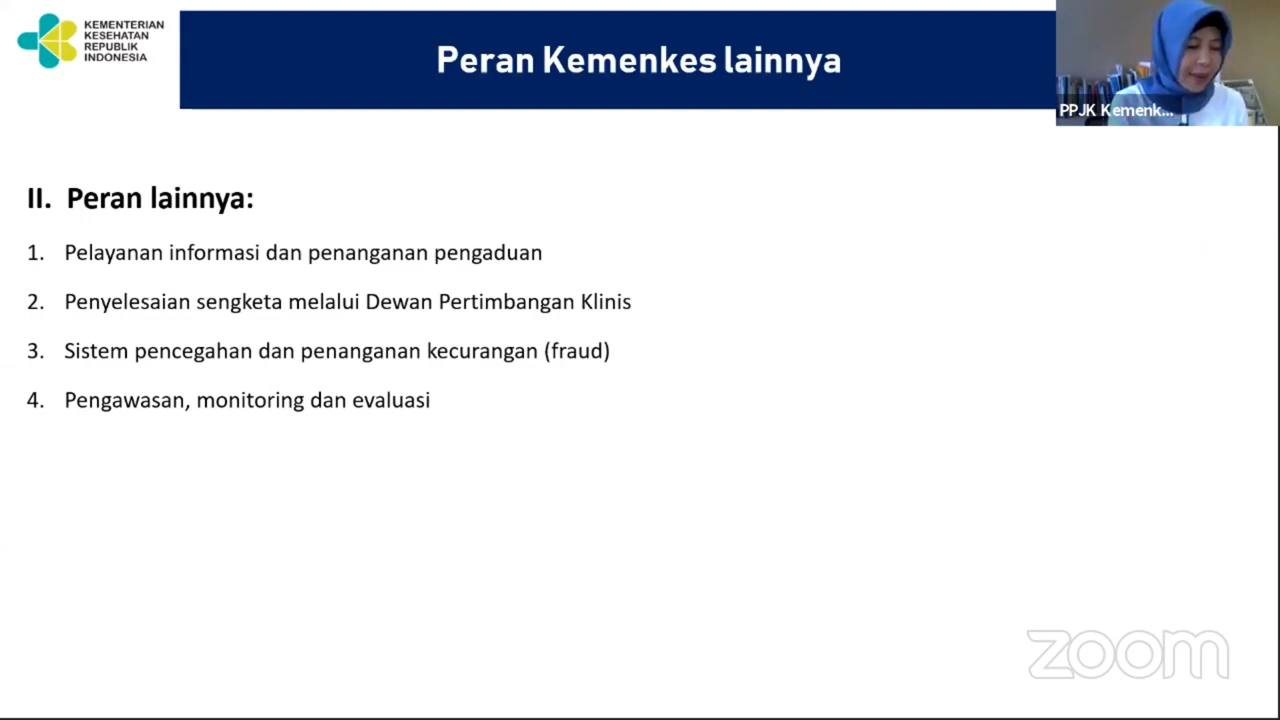 KEMENTERIAN
KESEHATAN
REPUBLIK
INDONESIA
Peran Kemenkes lainnya
PPJK Kemenk...
II. Peran lainnya:
1. Pelayanan informasi dan penanganan pengaduan
2. Penyelesaian sengketa melalui Dewan Pertimbangan Klinis
3. Sistem pencegahan dan penanganan kecurangan (fraud)
4. Pengawasan, monitoring dan evaluasi
zoom